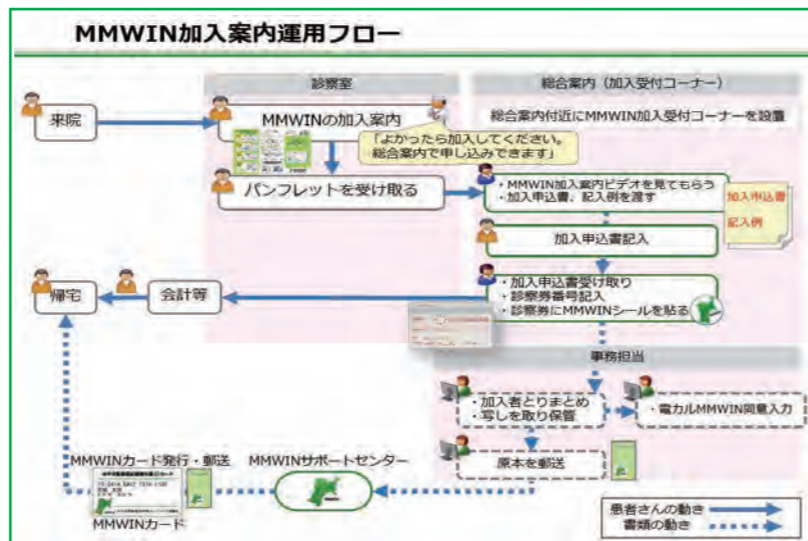 MMWIN加入案内運用フロー
診察室
総合案内(加入受付コーナー)
来院
MMWINの加入案内
総合案内付近にMMWIN加入受付コーナーを設置
「よかったら加入してください。
総合案内で申し込みできます」
パンフレットを受け取る
・MMWIN加入案内ビデオを見てもらう
・加入申込書、記入例を渡す
加入申込書
記入例
加入申込書記入
帰宅
会計等
・加入申込書受け取り
・診察券番号記入
・診察券にMMWINシールを貼る
事務担当
・加入者とりまとめ
・写しを取り保管
・電カルMMWIN同意入力
MMWINカード発行・郵送
MMWINサポートセンター
原本を郵送
MMWINカード
患者さんの動き
書類の動き